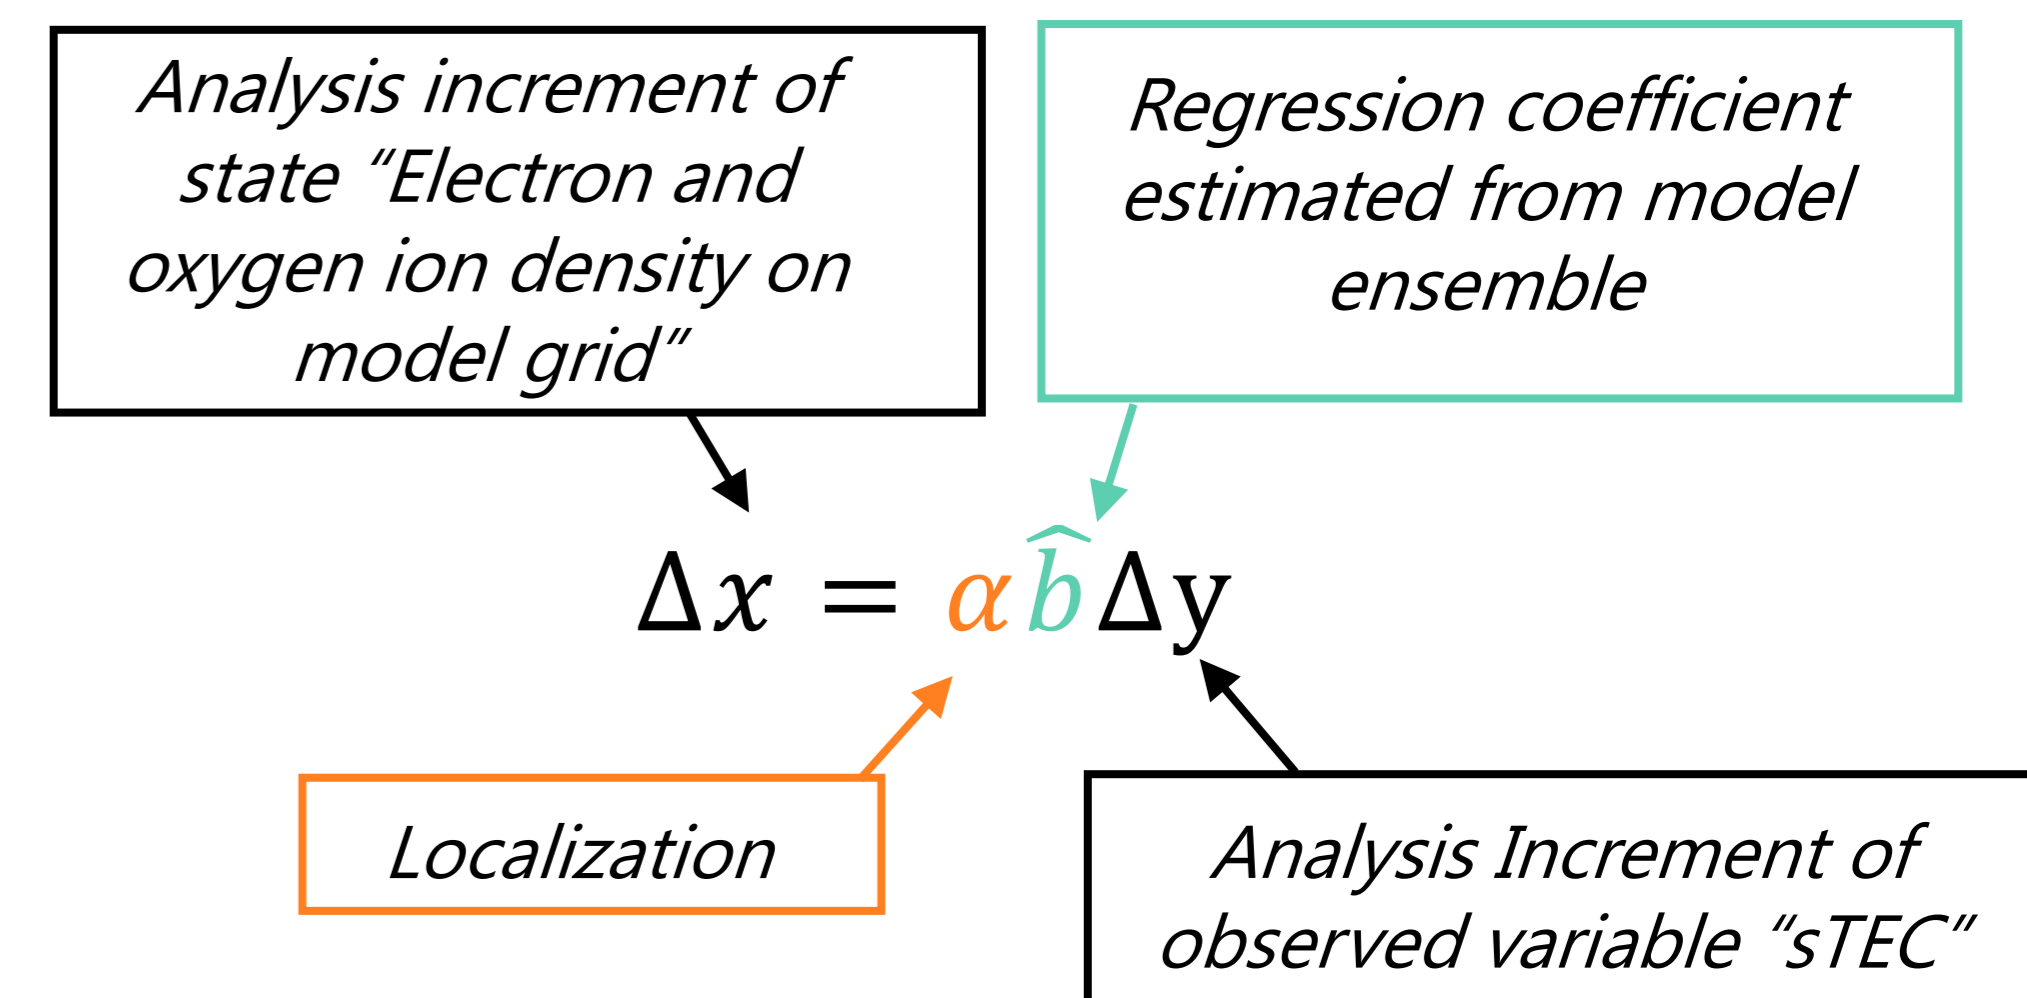 Analysis increment of
state “Electron and
oxygen ion density on
model grid”
Regression coefficient
estimated from model
ensemble
Δx = αb̂Δy
Localization
Analysis Increment of
observed variable “sTEC”